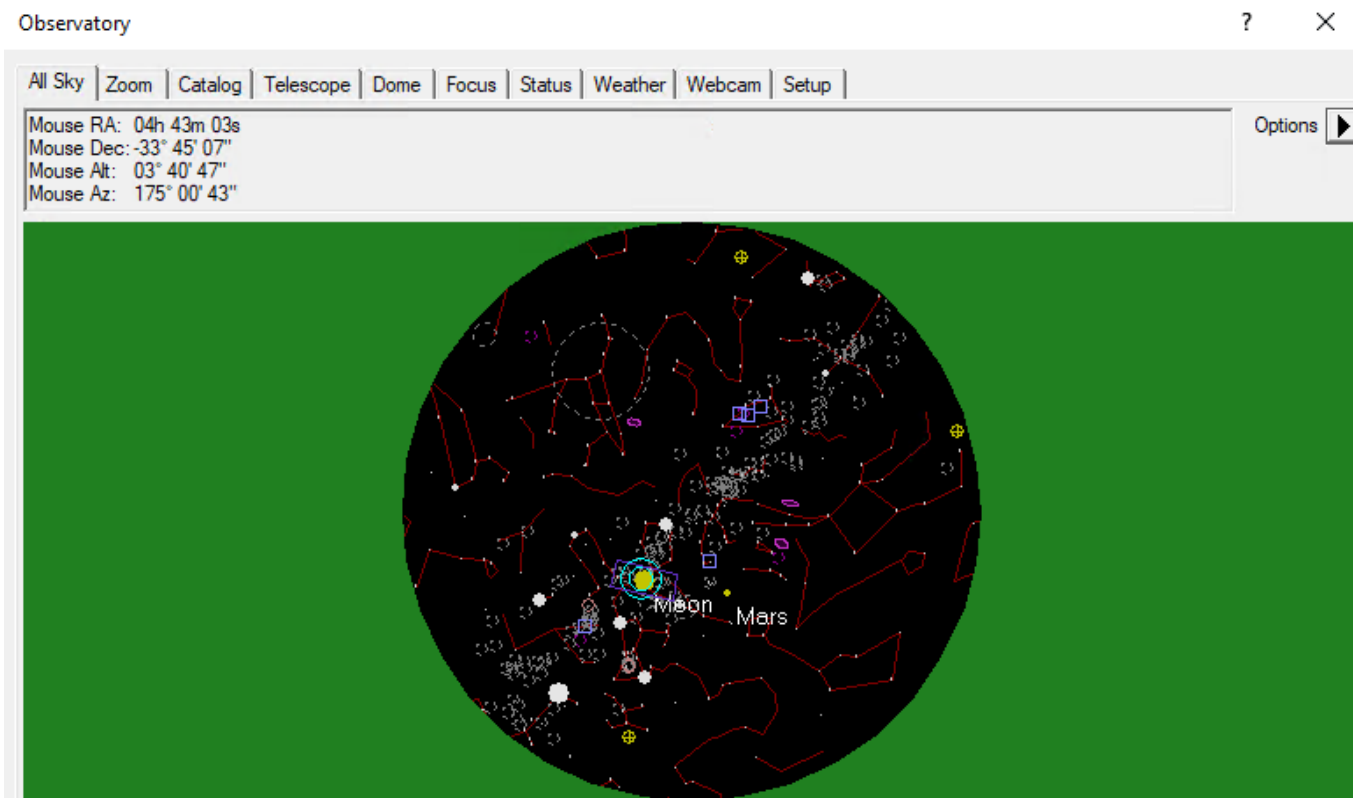 Observatory ? ×
All Sky Zoom Catalog Telescope Dome Focus Status Weather Webcam Setup
Mouse RA: 04h 43m 03s
Options
Mouse Dec: -33° 45' 07"
Mouse Alt: 03° 40' 47"
Mouse Az: 175° 00' 43"
Moon
Mars